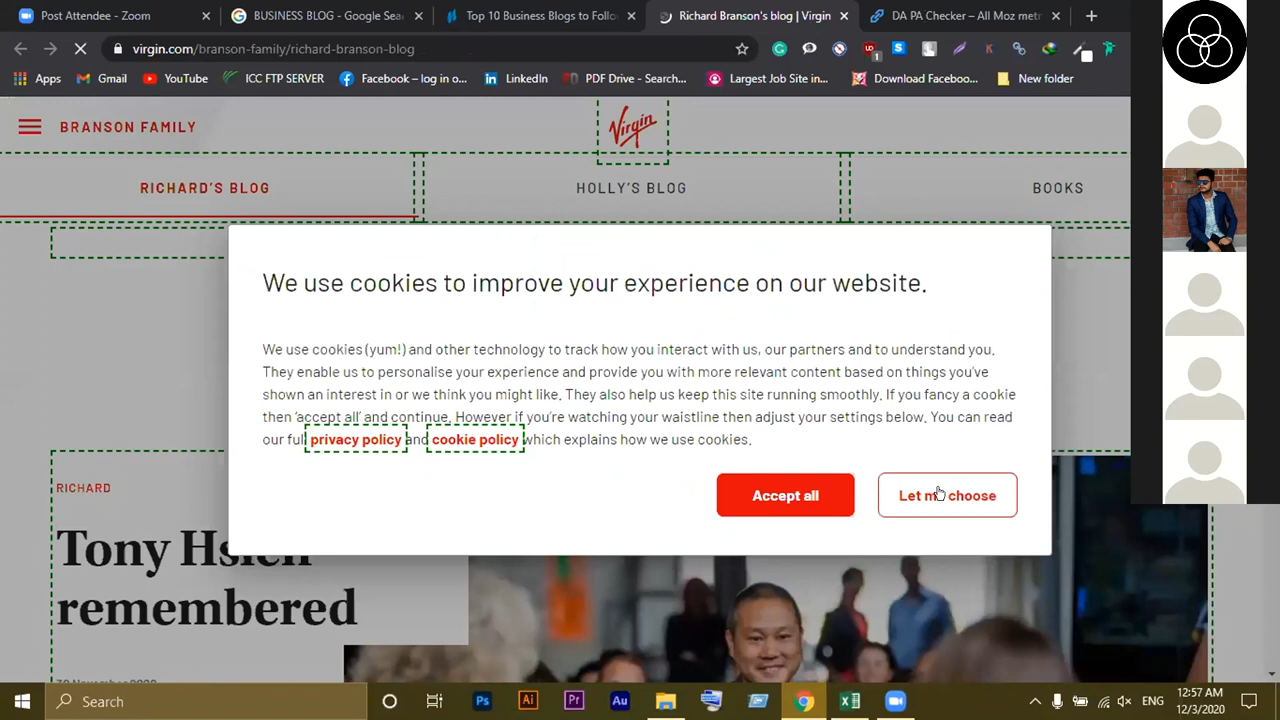 Post Attendee - Zoom
BUSINESS BLOG - Google Sea
Top 10 Business Blogs to Follo
Richard Branson's blog | Virgin
DA PA Checker – All Moz metr
virgin.com/branson-family/richard-branson-blog
1
Apps
Gmail
YouTube
ICC FTP SERVER
Facebook – log in o...
LinkedIn
PDF Drive - Search...
Largest Job Site in...
Download Faceboo...
New folder
BRANSON FAMILY
Virgin
RICHARD'S BLOG
HOLLY'S BLOG
BOOKS
We use cookies to improve your experience on our website.
We use cookies (yum!) and other technology to track how you interact with us, our partners and to understand you.
They enable us to personalise your experience and provide you with more relevant content based on things you've
shown an interest in or we think you might like. They also help us keep this site running smoothly. If you fancy a cookie
then 'accept all' and continue. However if you're watching your waistline then adjust your settings below. You can read
our full privacy policy and cookie policy which explains how we use cookies.
Accept all
Let me choose
RICHARD
Tony Hsieh
remembered
Search
Ps
Ai
Pr
Au
ENG
12:57 AM
12/3/2020